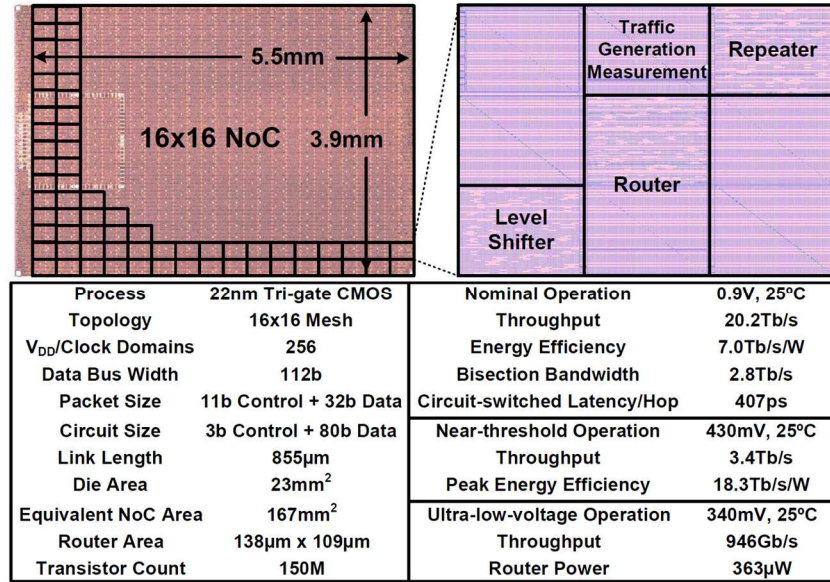 5.5mm
16x16 NoC
3.9mm
Traffic
Generation
Measurement
Repeater
Router
Level
Shifter
Process 22nm Tri-gate CMOS
Topology 16x16 Mesh
VDD/Clock Domains 256
Data Bus Width 112b
Packet Size 11b Control + 32b Data
Circuit Size 3b Control + 80b Data
Link Length 855µm
Die Area 23mm²
Equivalent NoC Area 167mm²
Router Area 138µm x 109µm
Transistor Count 150M
Nominal Operation 0.9V, 25ºC
Throughput 20.2Tb/s
Energy Efficiency 7.0Tb/s/W
Bisection Bandwidth 2.8Tb/s
Circuit-switched Latency/Hop 407ps
Near-threshold Operation 430mV, 25ºC
Throughput 3.4Tb/s
Peak Energy Efficiency 18.3Tb/s/W
Ultra-low-voltage Operation 340mV, 25ºC
Throughput 946Gb/s
Router Power 363µW